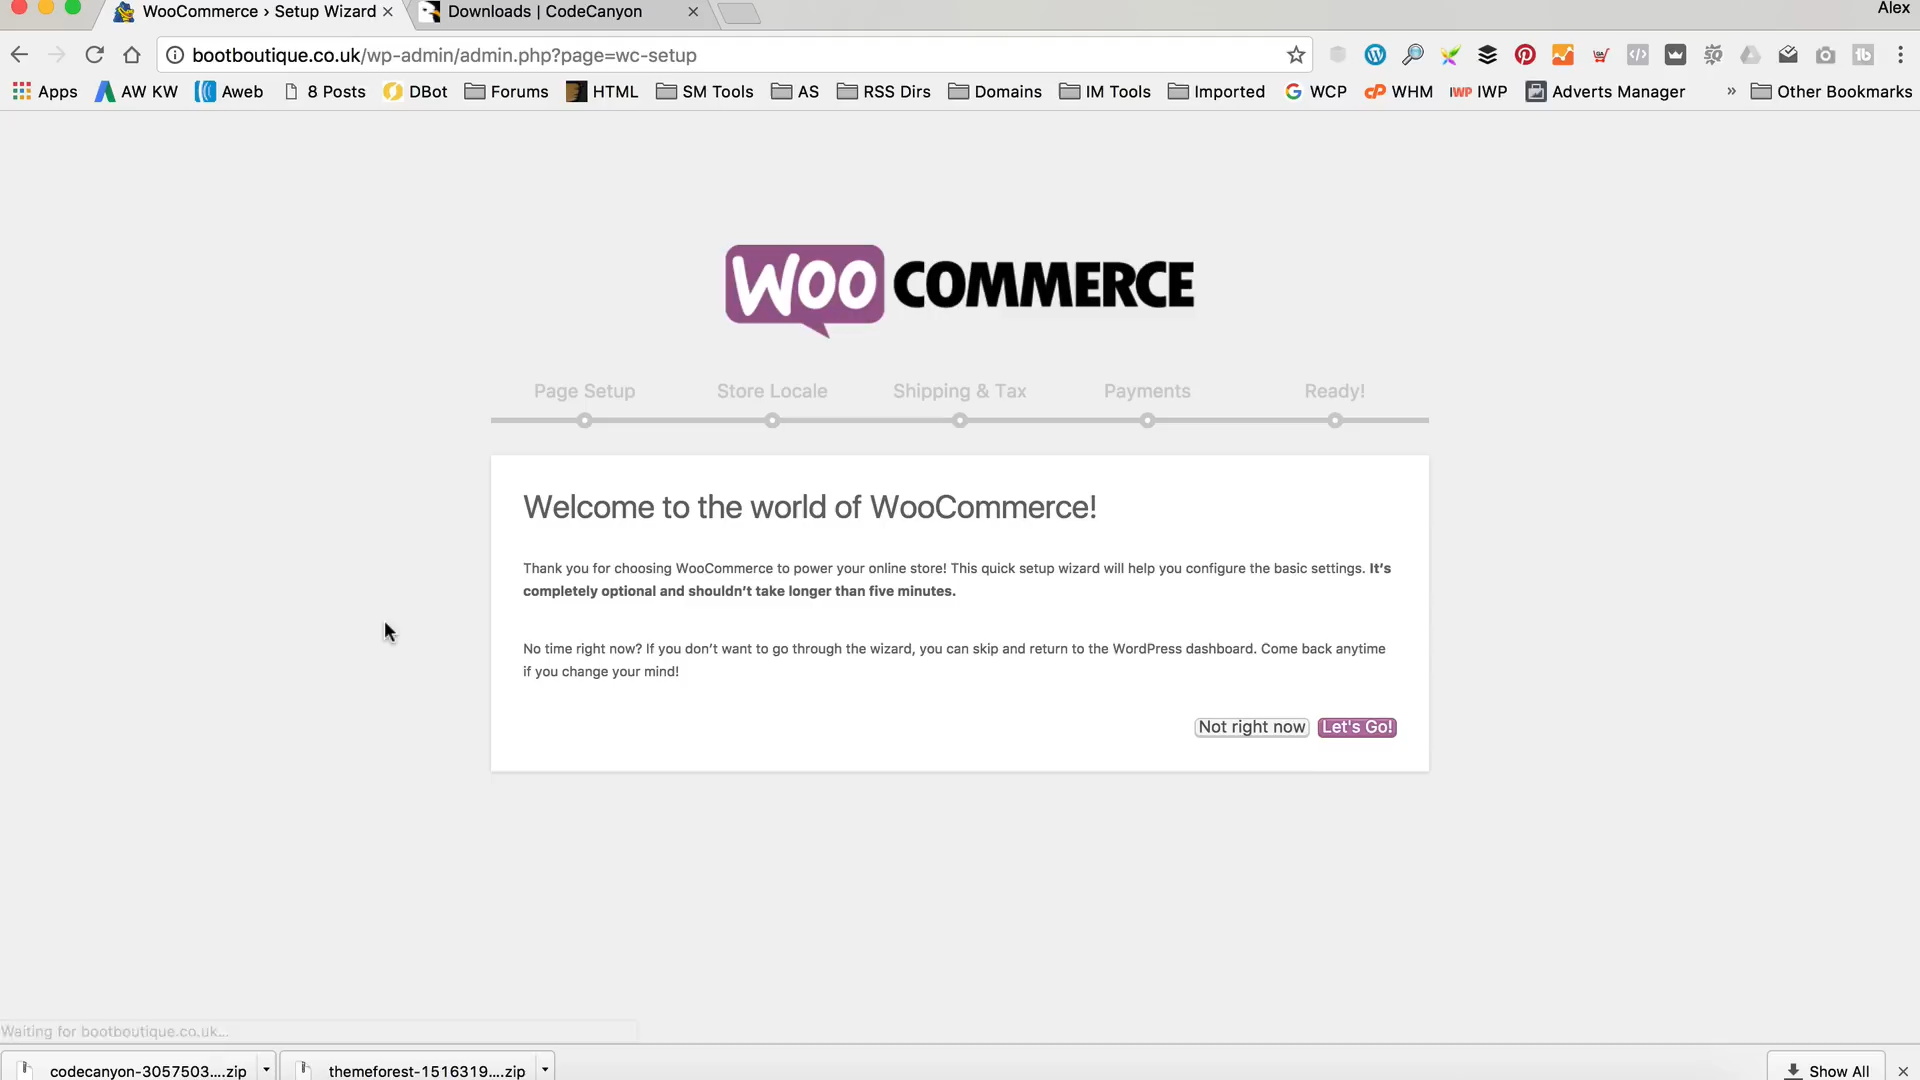 WooCommerce › Setup Wizard
Downloads | CodeCanyon
Alex
bootboutique.co.uk/wp-admin/admin.php?page=wc-setup
Apps
AW KW
Aweb
8 Posts
DBot
Forums
HTML
SM Tools
AS
RSS Dirs
Domains
IM Tools
Imported
WCP
WHM
IWP
Adverts Manager
»
Other Bookmarks
WOO COMMERCE
Page Setup
Store Locale
Shipping & Tax
Payments
Ready!
Welcome to the world of WooCommerce!
Thank you for choosing WooCommerce to power your online store! This quick setup wizard will help you configure the basic settings. It’s
completely optional and shouldn’t take longer than five minutes.
No time right now? If you don’t want to go through the wizard, you can skip and return to the WordPress dashboard. Come back anytime
if you change your mind!
Not right now
Let's Go!
Waiting for bootboutique.co.uk...
codecanyon-3057503....zip
themeforest-1516319....zip
Show All